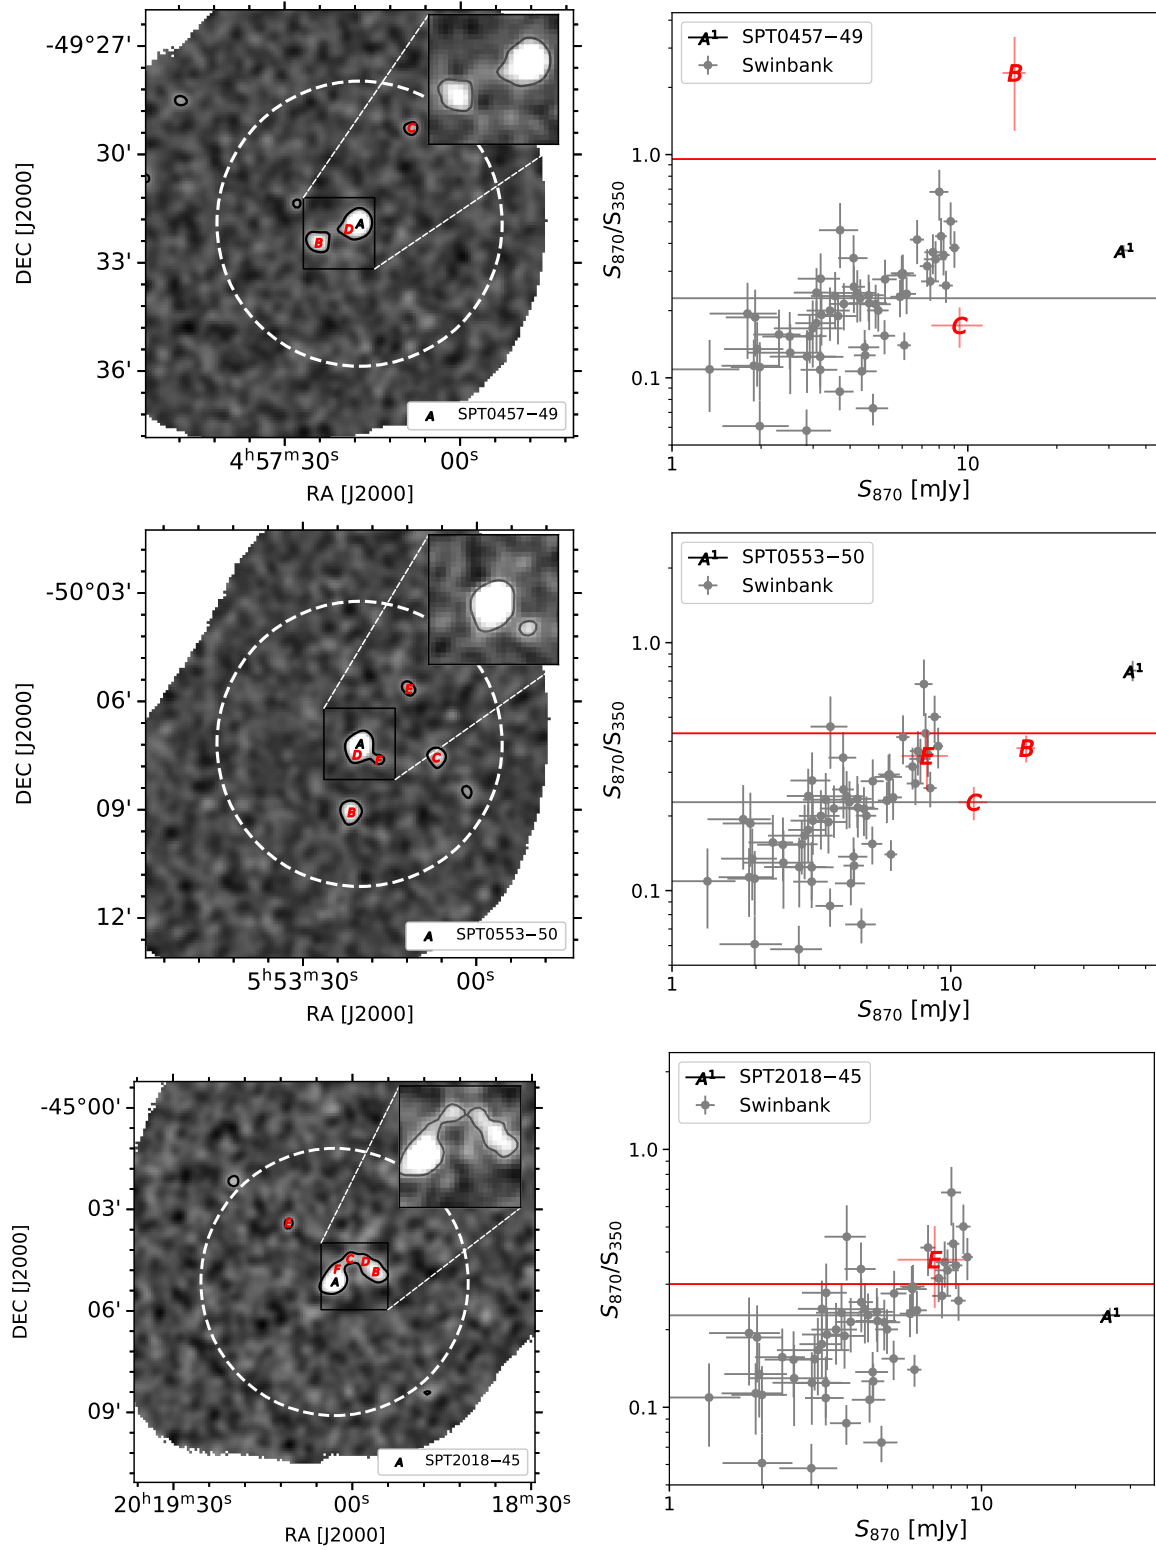 -49°27'
30'
33'
36'
DEC [J2000]
4ʰ57ᵐ30ˢ
00ˢ
RA [J2000]
A
B
C
D
A SPT0457−49
A¹ SPT0457−49
Swinbank
B
C
A¹
1.0
0.1
S₈₇₀/S₃₅₀
1
10
S₈₇₀ [mJy]
-50°03'
06'
09'
12'
DEC [J2000]
5ʰ53ᵐ30ˢ
00ˢ
RA [J2000]
E
A
D
F
C
B
A SPT0553−50
A¹ SPT0553−50
Swinbank
A¹
B
E
C
1.0
0.1
S₈₇₀/S₃₅₀
1
10
S₈₇₀ [mJy]
-45°00'
03'
06'
09'
DEC [J2000]
20ʰ19ᵐ30ˢ
00ˢ
18ᵐ30ˢ
RA [J2000]
E
C
D
F
B
A
A SPT2018−45
A¹ SPT2018−45
Swinbank
E
A¹
1.0
0.1
S₈₇₀/S₃₅₀
1
10
S₈₇₀ [mJy]